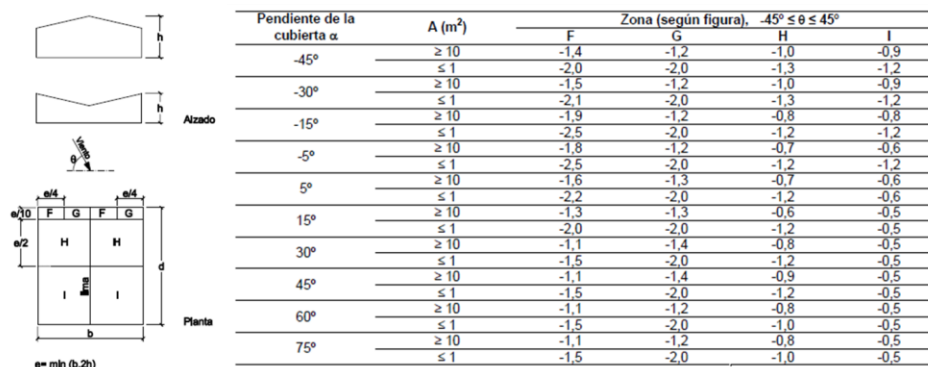 h
h
Alzado
Viento
θ
e/4
e/4
e/10
F
G
F
G
e/2
H
H
I
lima
I
d
b
Planta
e= min (b,2h)
Pendiente de la cubierta α	A (m²)	Zona (según figura), -45º ≤ θ ≤ 45º
F	G	H	I
-45º	≥ 10	-1,4	-1,2	-1,0	-0,9
≤ 1	-2,0	-2,0	-1,3	-1,2
-30º	≥ 10	-1,5	-1,2	-1,0	-0,9
≤ 1	-2,1	-2,0	-1,3	-1,2
-15º	≥ 10	-1,9	-1,2	-0,8	-0,8
≤ 1	-2,5	-2,0	-1,2	-1,2
-5º	≥ 10	-1,8	-1,2	-0,7	-0,6
≤ 1	-2,5	-2,0	-1,2	-1,2
5º	≥ 10	-1,6	-1,3	-0,7	-0,6
≤ 1	-2,2	-2,0	-1,2	-0,6
15º	≥ 10	-1,3	-1,3	-0,6	-0,5
≤ 1	-2,0	-2,0	-1,2	-0,5
30º	≥ 10	-1,1	-1,4	-0,8	-0,5
≤ 1	-1,5	-2,0	-1,2	-0,5
45º	≥ 10	-1,1	-1,4	-0,9	-0,5
≤ 1	-1,5	-2,0	-1,2	-0,5
60º	≥ 10	-1,1	-1,2	-0,8	-0,5
≤ 1	-1,5	-2,0	-1,0	-0,5
75º	≥ 10	-1,1	-1,2	-0,8	-0,5
≤ 1	-1,5	-2,0	-1,0	-0,5